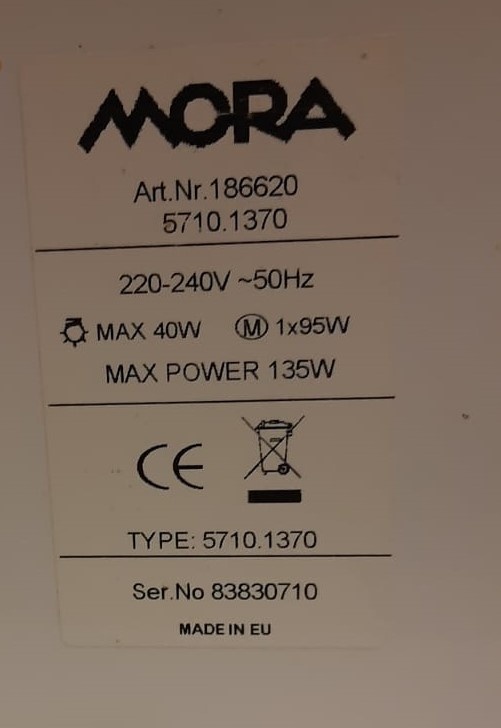 MORA
Art.Nr.186620
5710.1370
220-240V ~50Hz
MAX 40W M 1x95W
MAX POWER 135W
CE
TYPE: 5710.1370
Ser.No 83830710
MADE IN EU